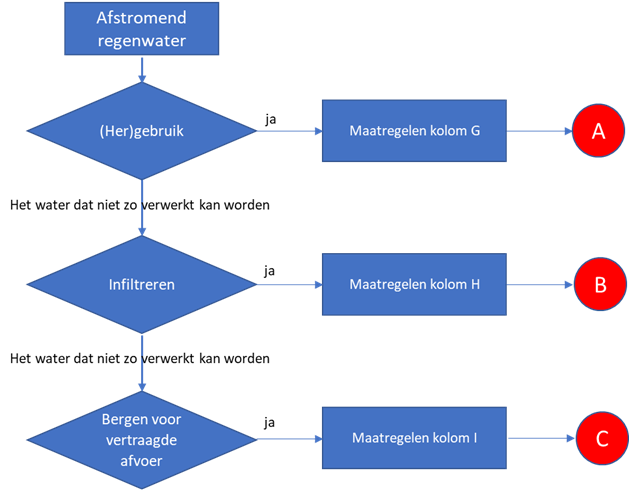 Afstromend
regenwater
(Her)gebruik
ja
Maatregelen kolom G
A
Het water dat niet zo verwerkt kan worden
Infiltreren
ja
Maatregelen kolom H
B
Het water dat niet zo verwerkt kan worden
Bergen voor
vertraagde
afvoer
ja
Maatregelen kolom I
C